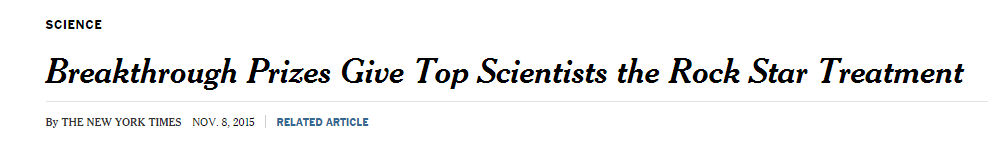 SCIENCE
Breakthrough Prizes Give Top Scientists the Rock Star Treatment
By THE NEW YORK TIMES NOV. 8, 2015 RELATED ARTICLE